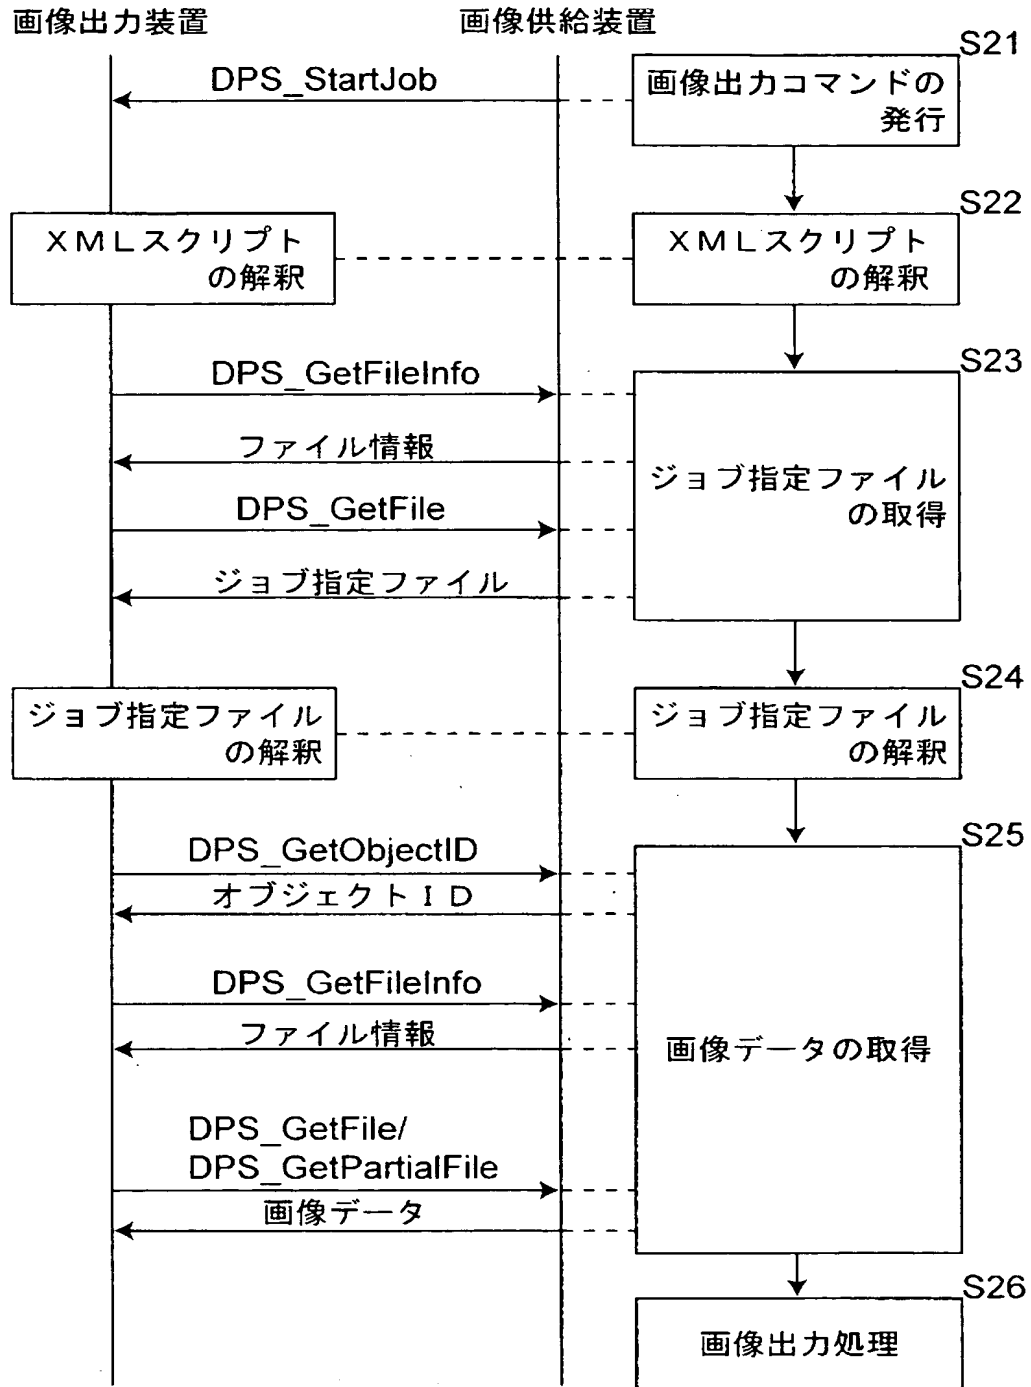 画像出力装置
画像供給装置
S21
DPS_StartJob
画像出力コマンドの
発行
S22
XMLスクリプト
の解釈
XMLスクリプト
の解釈
S23
DPS_GetFileInfo
ファイル情報
DPS_GetFile
ジョブ指定ファイル
ジョブ指定ファイル
の取得
S24
ジョブ指定ファイル
の解釈
ジョブ指定ファイル
の解釈
S25
DPS_GetObjectID
オブジェクトID
DPS_GetFileInfo
ファイル情報
画像データの取得
DPS_GetFile/
DPS_GetPartialFile
画像データ
S26
画像出力処理